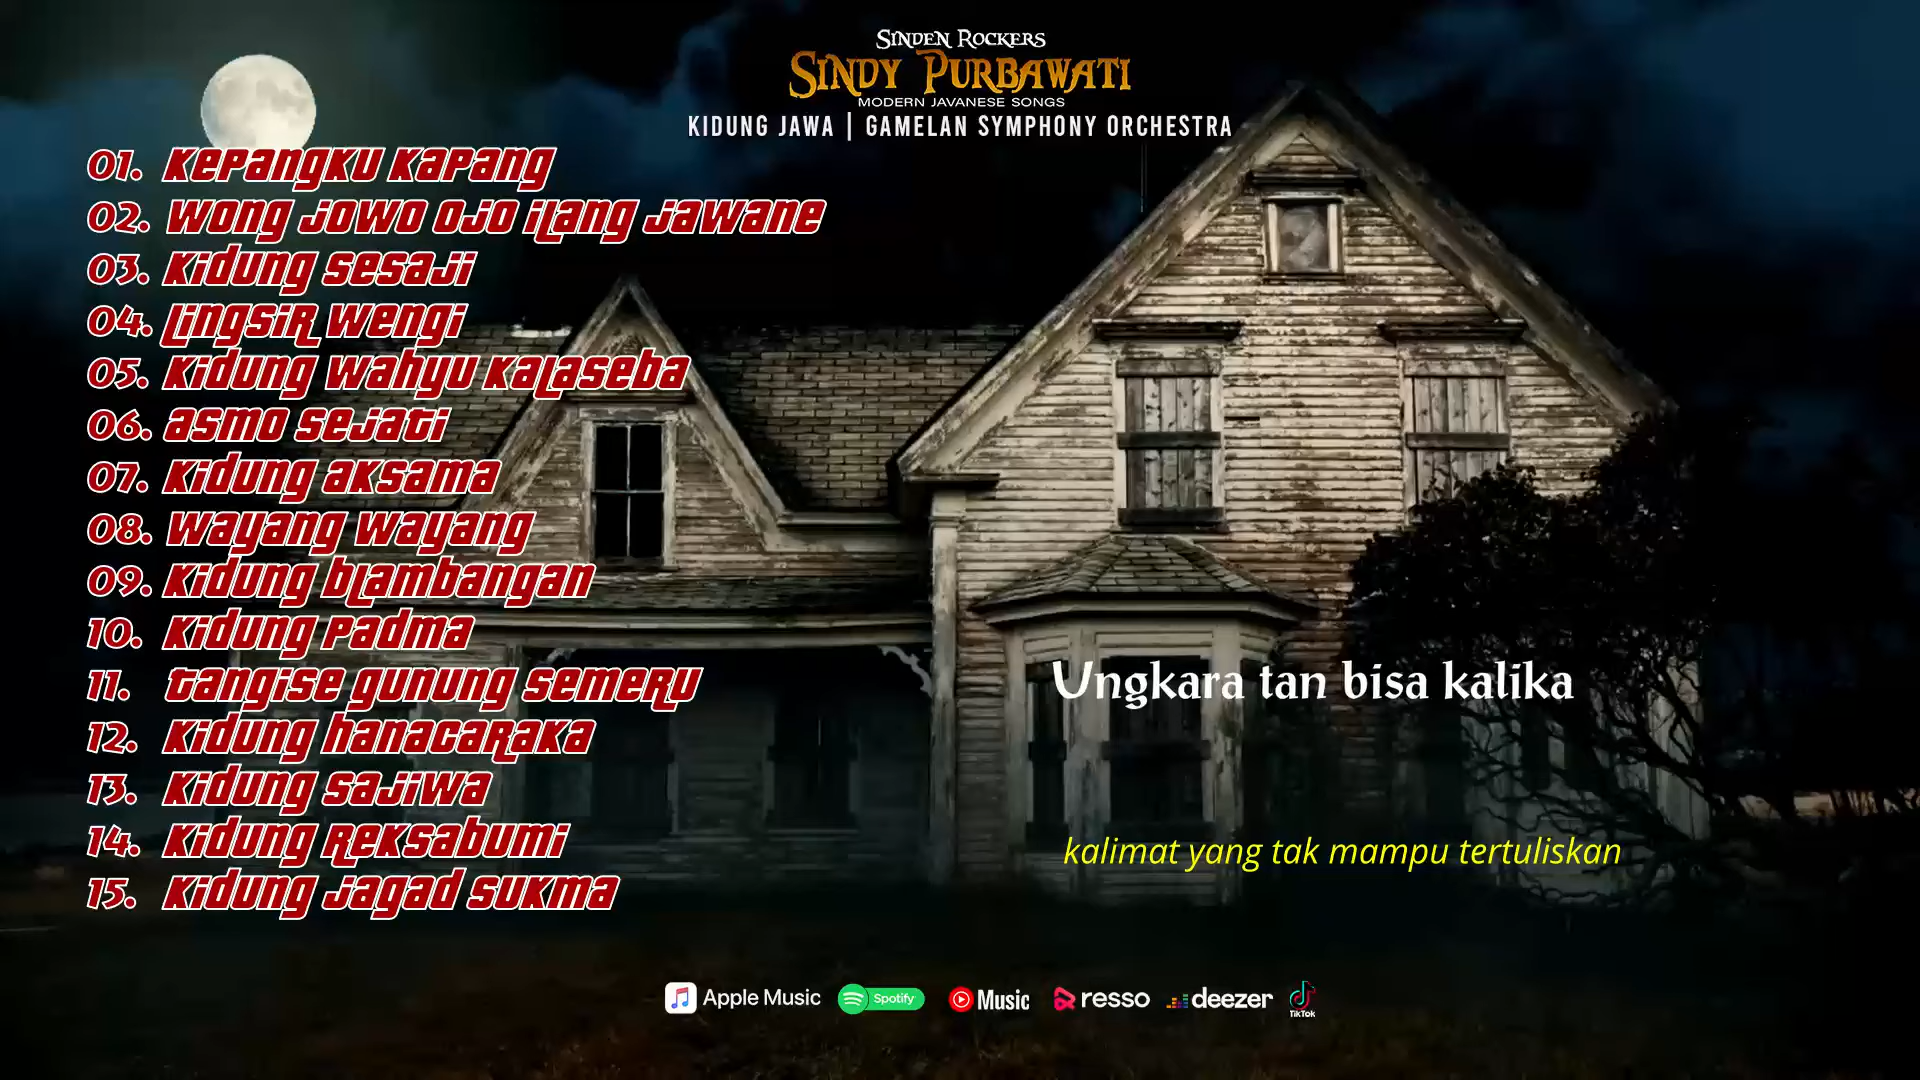 SINDEN ROCKERS
SINDY PURBAWATI
MODERN JAVANESE SONGS
KIDUNG JAWA | GAMELAN SYMPHONY ORCHESTRA
01. Kepangku Kapang
02. Wong Jowo Ojo Ilang Jawane
03. Kidung Sesaji
04. Lingsir Wengi
05. Kidung Wahyu Kalaseba
06. Asmo Sejati
07. Kidung Aksama
08. Wayang Wayang
09. Kidung Blambangan
10. Kidung Padma
11. Tangise Gunung Semeru
12. Kidung Hanacaraka
13. Kidung Sajiwa
14. Kidung Reksabumi
15. Kidung Jagad Sukma
Ungkara tan bisa kalika
kalimat yang tak mampu tertuliskan
Apple Music Spotify Music resso deezer TikTok